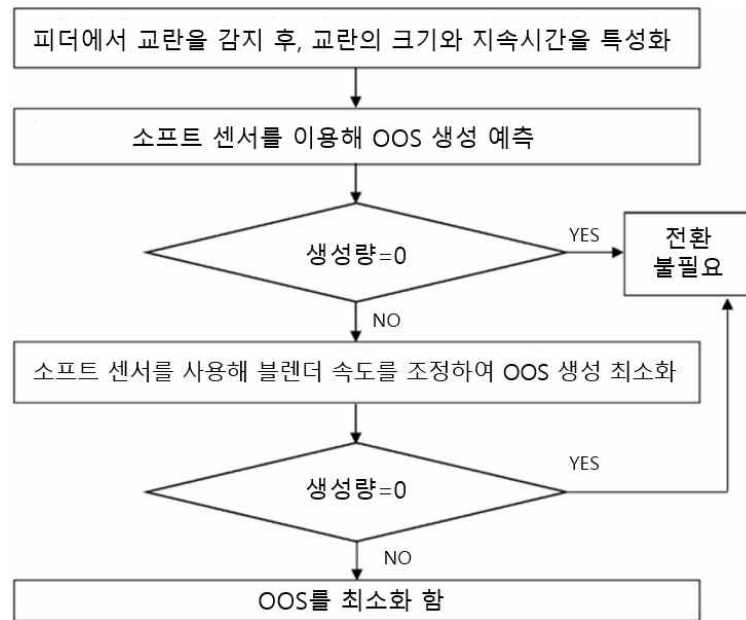 피더에서 교란을 감지 후, 교란의 크기와 지속시간을 특성화
소프트 센서를 이용해 OOS 생성 예측
생성량=0
YES
전환
불필요
NO
소프트 센서를 사용해 블렌더 속도를 조정하여 OOS 생성 최소화
생성량=0
YES
NO
OOS를 최소화 함